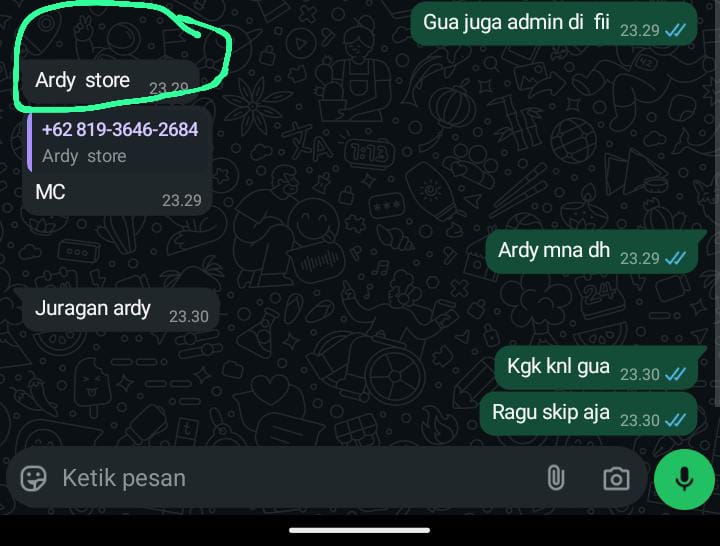 Gua juga admin di fii 23.29
Ardy store 23.29
+62 819-3646-2684
Ardy store
MC 23.29
Ardy mna dh 23.29
Juragan ardy 23.30
Kgk knl gua 23.30
Ragu skip aja 23.30
Ketik pesan